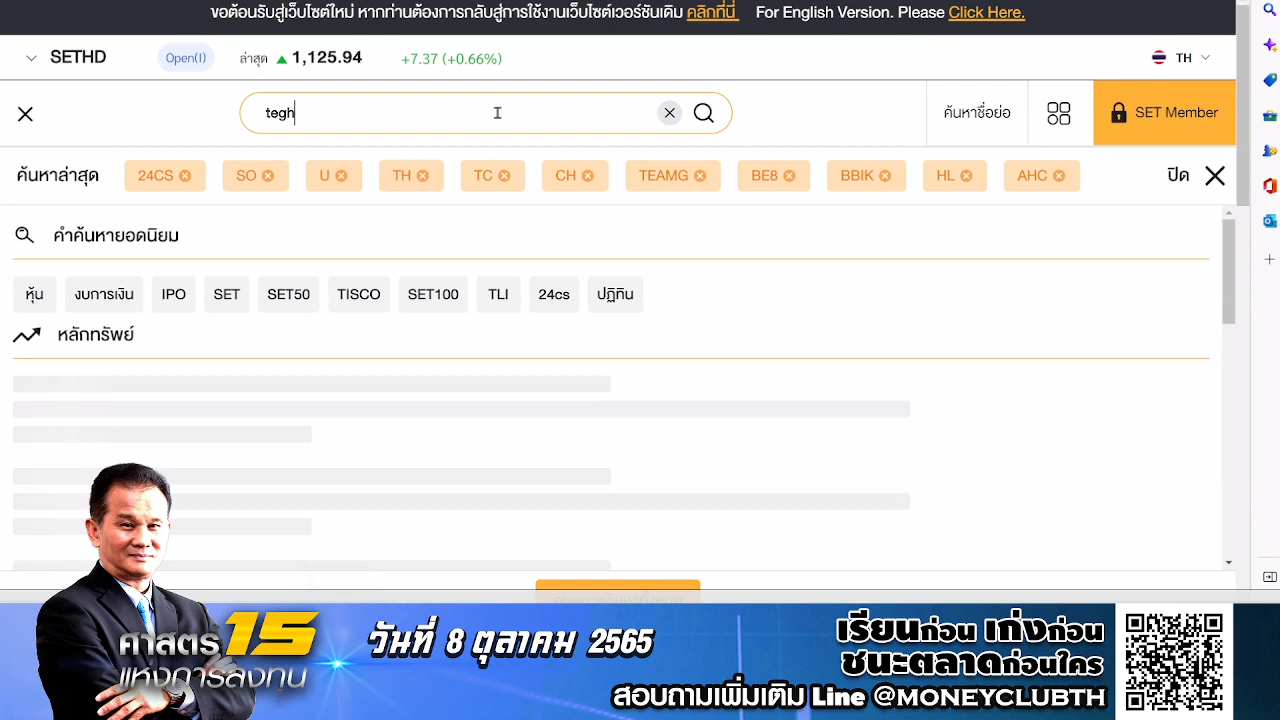 ขอต้อนรับสู่เว็บไซต์ใหม่ หากท่านต้องการกลับสู่การใช้งานเว็บไซต์เวอร์ชันเดิม คลิกที่นี่ For English Version. Please Click Here.
SETHD Open(I) ล่าสุด 1,125.94 +7.37 (+0.66%) TH
tegh ค้นหาชื่อย่อ SET Member
ค้นหาล่าสุด 24CS SO U TH TC CH TEAMG BE8 BBIK HL AHC ปิด
คำค้นหายอดนิยม
หุ้น งบการเงิน IPO SET SET50 TISCO SET100 TLI 24cs ปฏิทิน
หลักทรัพย์
ศาสตร์ 15
แห่งการลงทุน
วันที่ 8 ตุลาคม 2565
เรียนก่อน เก่งก่อน
ชนะตลาดก่อนใคร
สอบถามเพิ่มเติม Line @MONEYCLUBTH